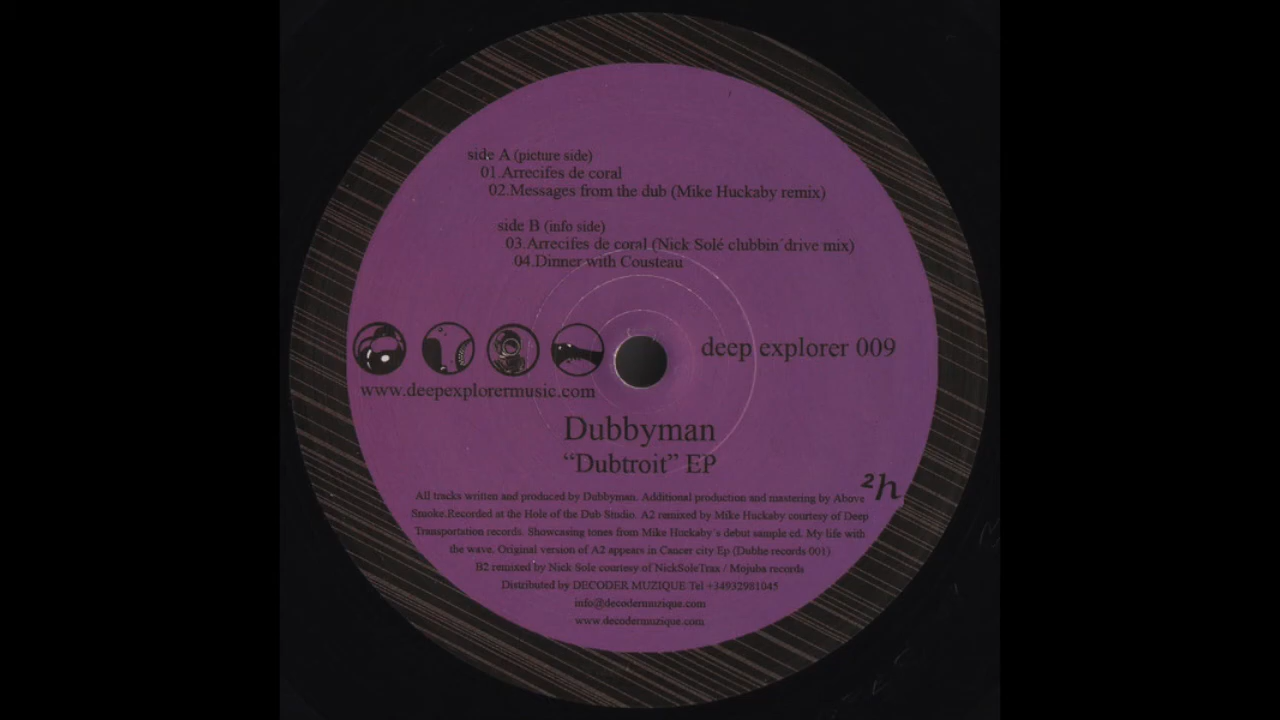 side A (picture side)
01.Arrecifes de coral
02.Messages from the dub (Mike Huckaby remix)
side B (info side)
03.Arrecifes de coral (Nick Solé clubbin´drive mix)
04.Dinner with Cousteau
deep explorer 009
www.deepexplorermusic.com
Dubbyman
“Dubtroit” EP
2h
All tracks written and produced by Dubbyman. Additional production and mastering by Above
Smoke.Recorded at the Hole of the Dub Studio. A2 remixed by Mike Huckaby courtesy of Deep
Transportation records. Showcasing tones from Mike Huckaby´s debut sample cd. My life with
the wave. Original version of A2 appears in Cancer city Ep (Dubhe records 001)
B2 remixed by Nick Sole courtesy of NickSoleTrax / Mojuba records
Distributed by DECODER MUZIQUE Tel +34932981045
info@decodermuzique.com
www.decodermuzique.com